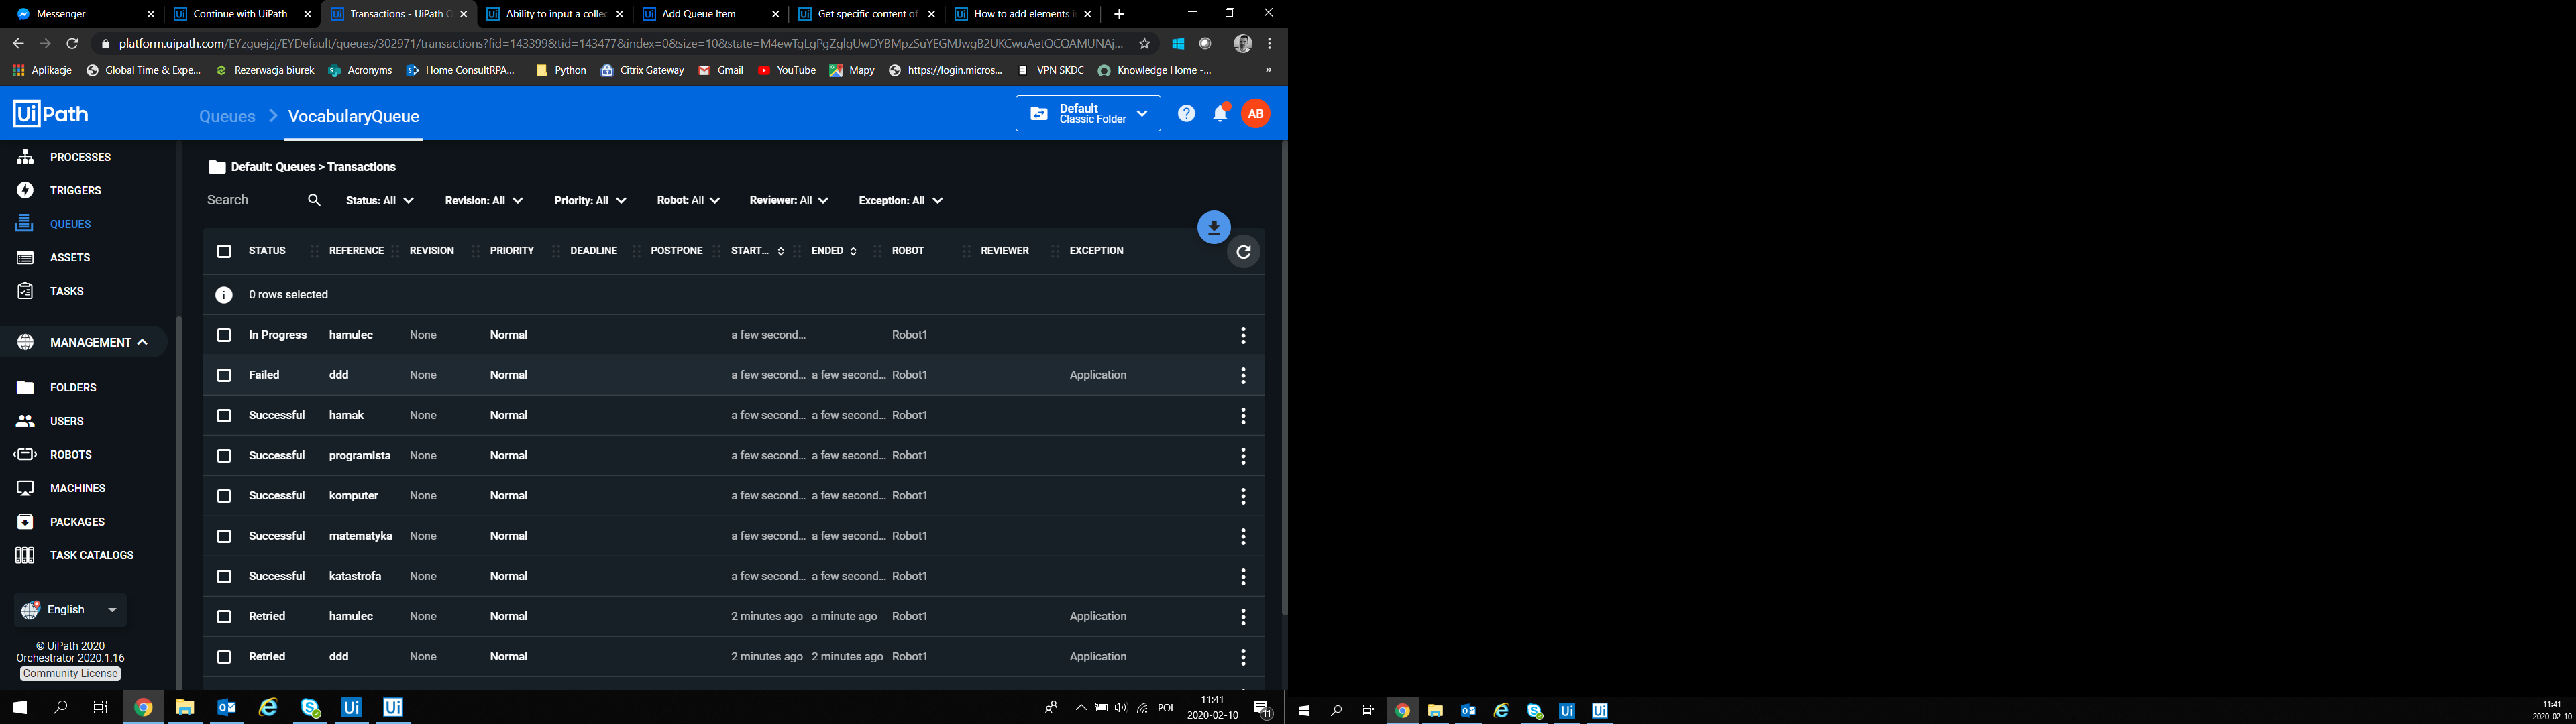 Messenger
Continue with UiPath
Transactions - UiPath O
Ability to input a collec
Add Queue Item
Get specific content of
How to add elements i
platform.uipath.com/EYzguejzj/EYDefault/queues/302971/transactions?fid=143399&tid=143477&index=0&size=10&state=M4ewTgLgPgZglgUwDYBMpzSuYEGMJwgB2UKCwuAetQCQAMUNAj...
Aplikacje
Global Time & Expe...
Rezerwacja biurek
Acronyms
Home ConsultRPA...
Python
Citrix Gateway
Gmail
YouTube
Mapy
https://login.micros...
VPN SKDC
Knowledge Home -...
»
UiPath
Queues > VocabularyQueue
Default
Classic Folder
AB
PROCESSES
TRIGGERS
QUEUES
ASSETS
TASKS
MANAGEMENT
FOLDERS
USERS
ROBOTS
MACHINES
PACKAGES
TASK CATALOGS
English
© UiPath 2020
Orchestrator 2020.1.16
Community License
Default: Queues > Transactions
Search Status: All Revision: All Priority: All Robot: All Reviewer: All Exception: All
STATUS REFERENCE REVISION PRIORITY DEADLINE POSTPONE START... ENDED ROBOT REVIEWER EXCEPTION
0 rows selected
In Progress hamulec None Normal a few second... Robot1
Failed ddd None Normal a few second... a few second... Robot1 Application
Successful hamak None Normal a few second... a few second... Robot1
Successful programista None Normal a few second... a few second... Robot1
Successful komputer None Normal a few second... a few second... Robot1
Successful matematyka None Normal a few second... a few second... Robot1
Successful katastrofa None Normal a few second... a few second... Robot1
Retried hamulec None Normal 2 minutes ago a minute ago Robot1 Application
Retried ddd None Normal 2 minutes ago 2 minutes ago Robot1 Application
POL
11:41
2020-02-10
11
11:41
2020-02-10